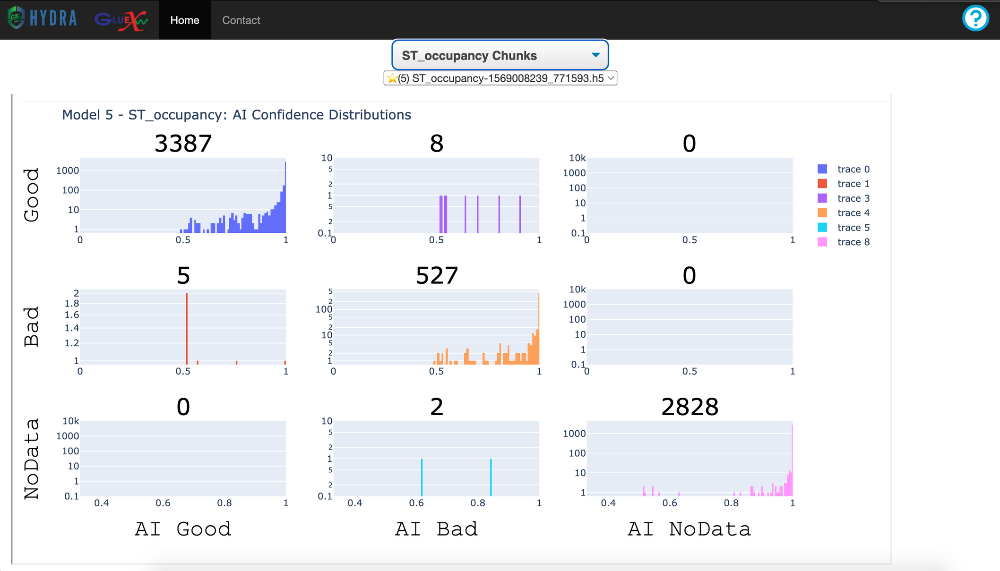 HYDRA GLUEX Home Contact ?
ST_occupancy Chunks
⭐(5) ST_occupancy-1569008239_771593.h5
Model 5 - ST_occupancy: AI Confidence Distributions
3387 8 0
Good
1000
100
10
1
0 0.5 1
10
5
2
1
5
2
0.1
0 0.5 1
10k
1000
100
10
1
0.1
0 0.5 1
trace 0
trace 1
trace 3
trace 4
trace 5
trace 8
5 527 0
Bad
2
1.8
1.6
1.4
1.2
1
0 0.5 1
5
2
100
5
2
10
5
2
1
0 0.5 1
10k
1000
100
10
1
0.1
0 0.5 1
0 2 2828
NoData
10k
1000
100
10
1
0.1
0.4 0.6 0.8 1
10
5
2
1
5
2
0.1
0.4 0.6 0.8 1
1000
100
10
1
0.4 0.6 0.8 1
AI Good AI Bad AI NoData